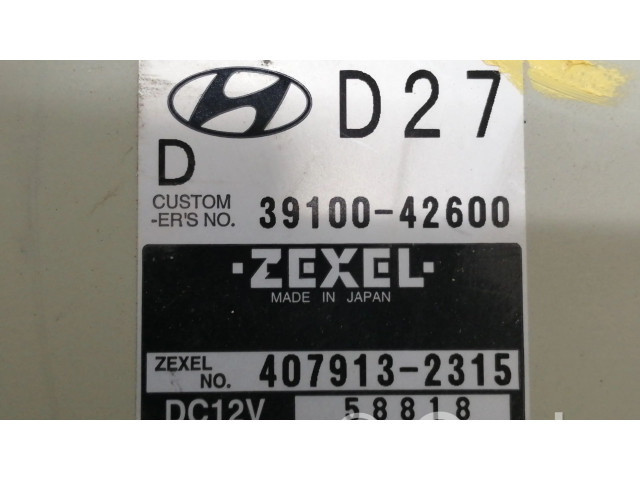 D27
D
CUSTOM
-ER'S NO. 39100-42600
·ZEXEL·
MADE IN JAPAN
ZEXEL
NO. 407913-2315
DC12V 58818